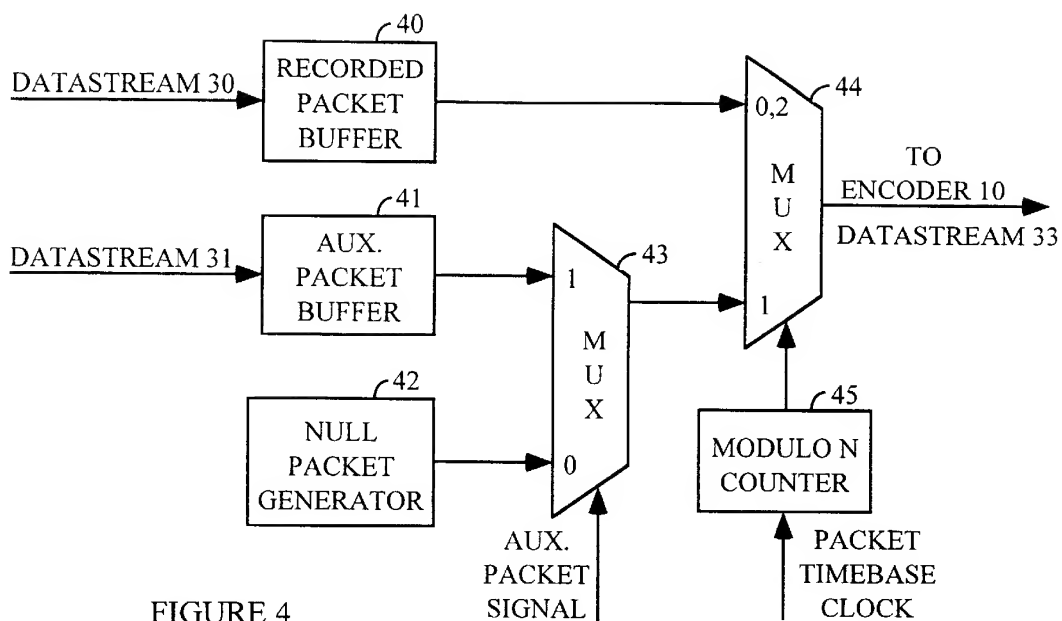 40
DATASTREAM 30
RECORDED
PACKET
BUFFER
0,2
44
M
U
X
TO
ENCODER 10
DATASTREAM 33
41
DATASTREAM 31
AUX.
PACKET
BUFFER
1
43
M
U
X
1
42
NULL
PACKET
GENERATOR
0
45
MODULO N
COUNTER
AUX.
PACKET
SIGNAL
PACKET
TIMEBASE
CLOCK
FIGURE 4